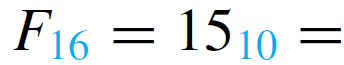 F₁₆ = 15₁₀ =